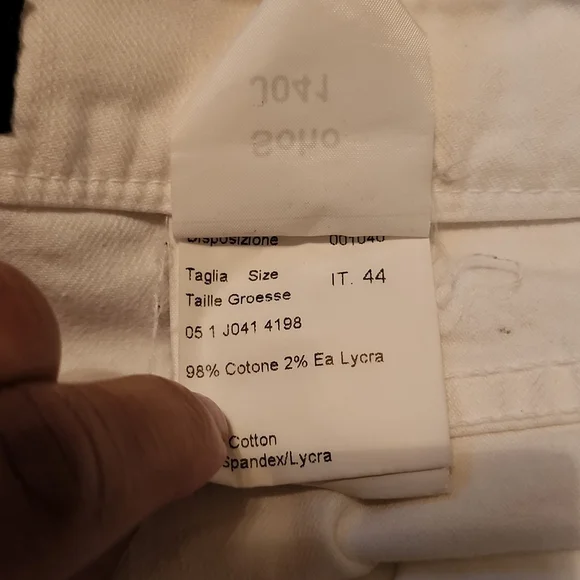 J041
Soho
Disposizione 001040
Taglia Size IT. 44
Taille Groesse
05 1 J041 4198
98% Cotone 2% Ea Lycra
Cotton
Spandex/Lycra